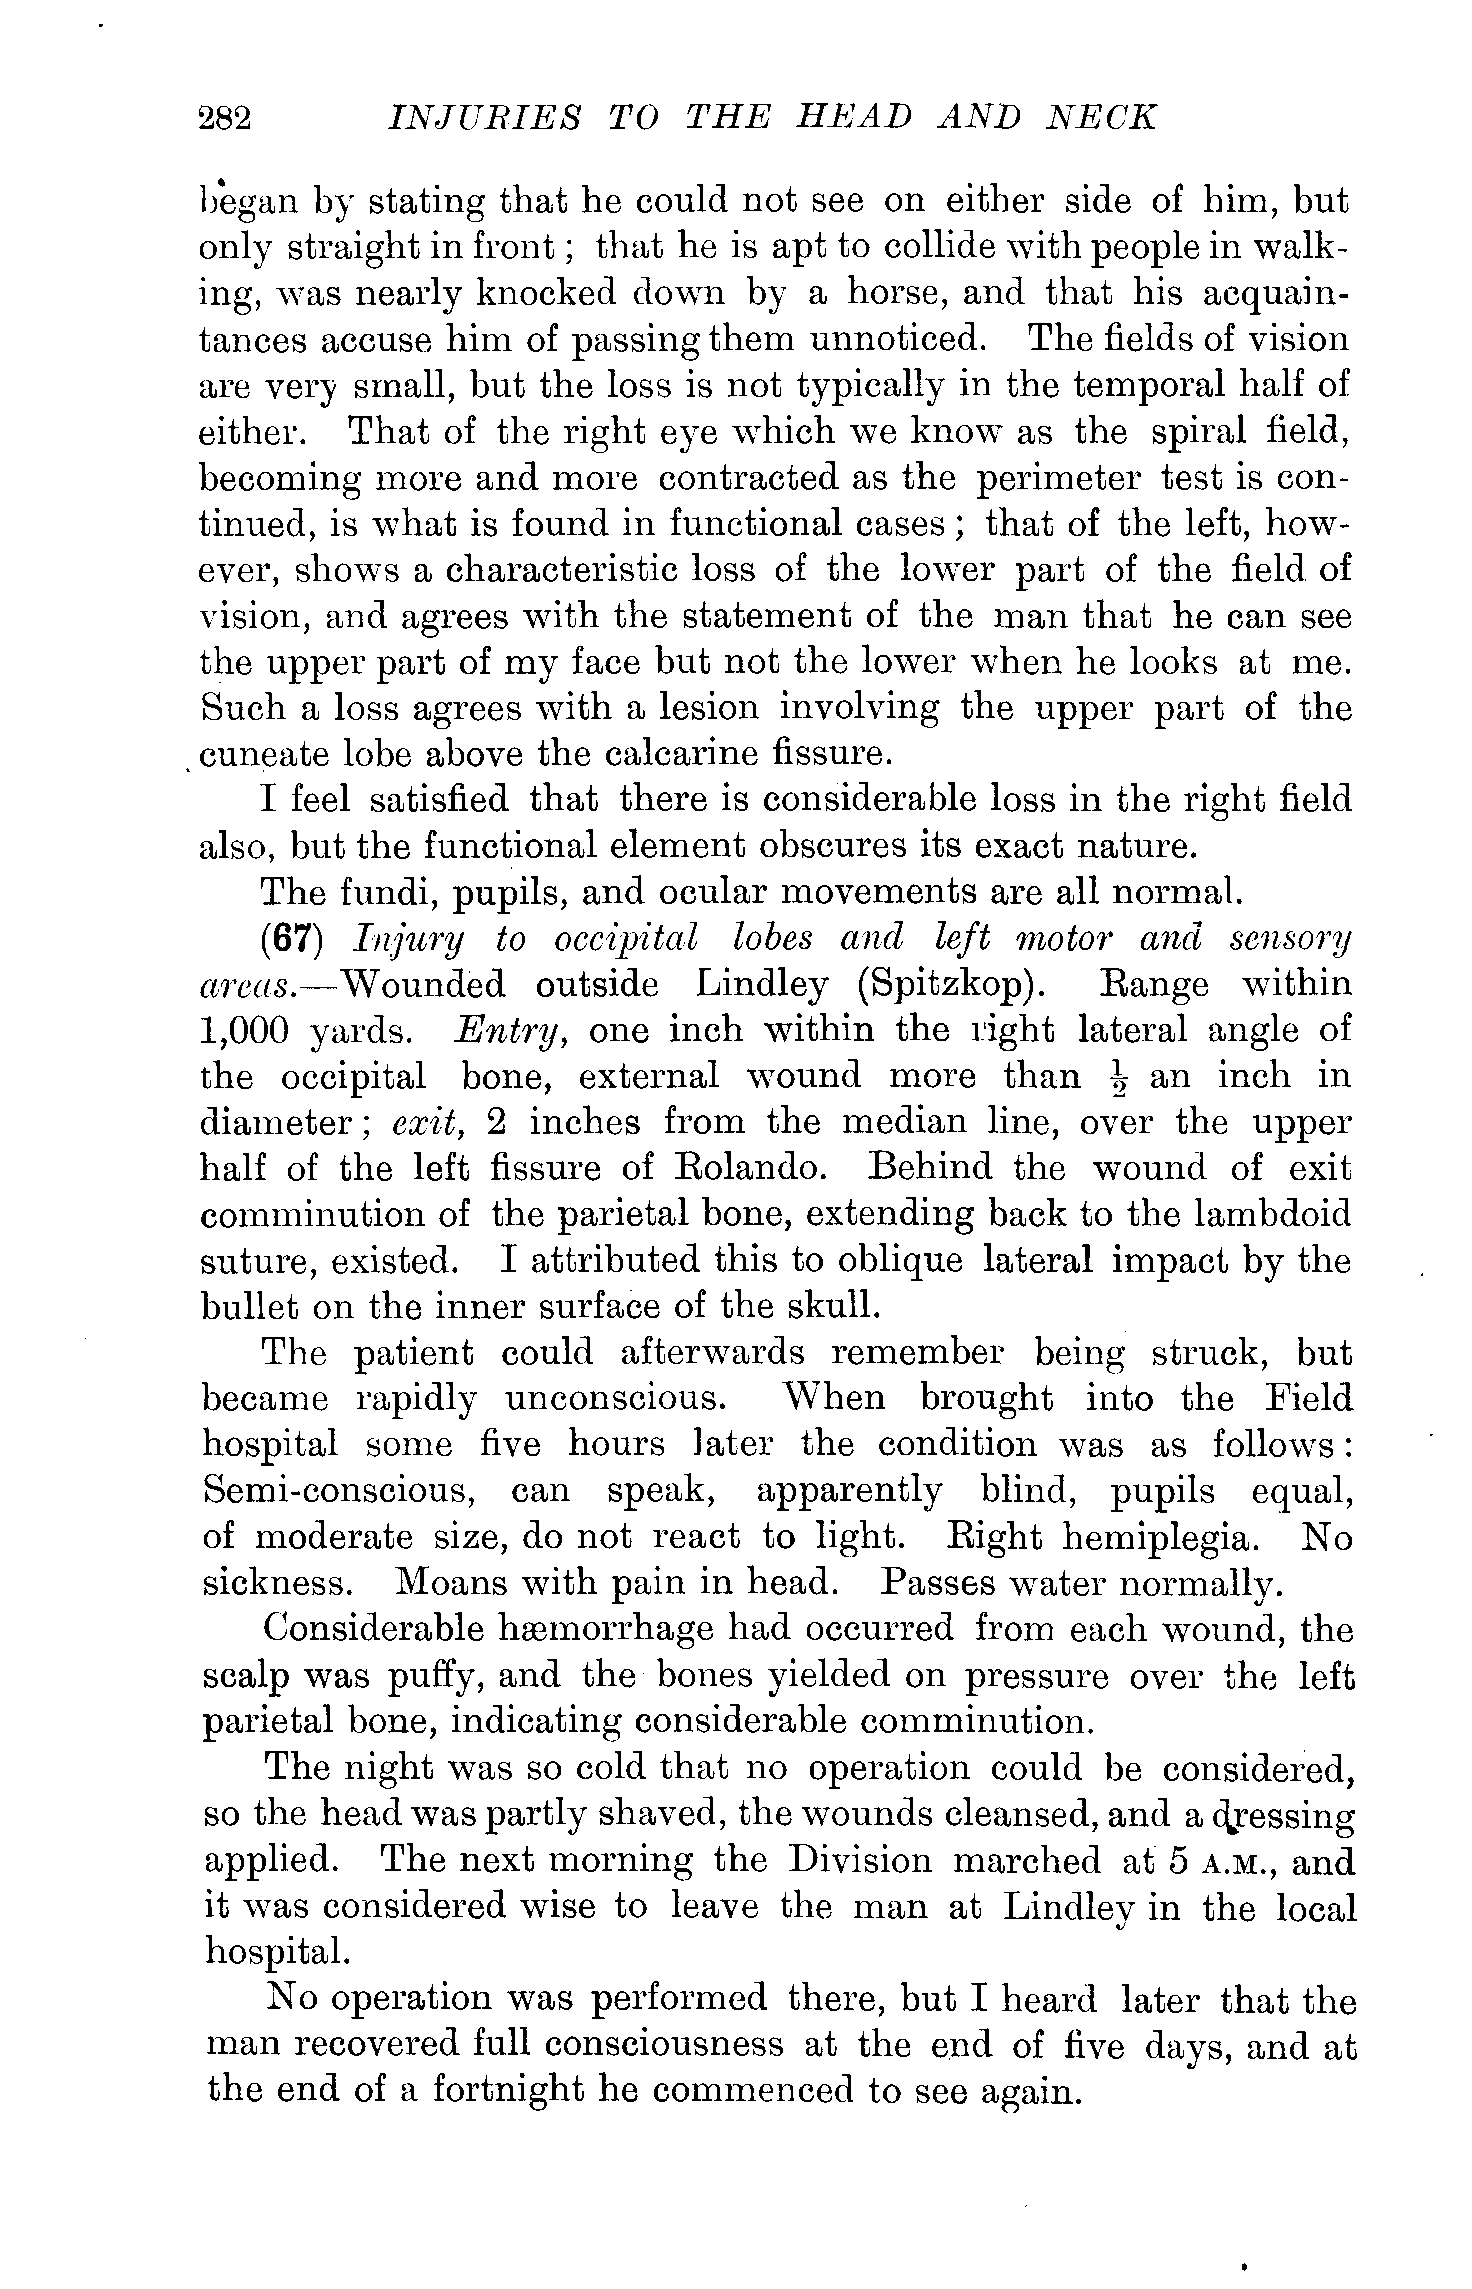 282 INJURIES TO THE HEAD AND NECK
began by stating that he could not see on either side of him, but
only straight in front ; that he is apt to collide with people in walk-
ing, was nearly knocked down by a horse, and that his acquain-
tances accuse him of passing them unnoticed. The fields of vision
are very small, but the loss is not typically in the temporal half of
either. That of the right eye which we know as the spiral field,
becoming more and more contracted as the perimeter test is con-
tinued, is what is found in functional cases ; that of the left, how-
ever, shows a characteristic loss of the lower part of the field of
vision, and agrees with the statement of the man that he can see
the upper part of my face but not the lower when he looks at me.
Such a loss agrees with a lesion involving the upper part of the
cuneate lobe above the calcarine fissure.
I feel satisfied that there is considerable loss in the right field
also, but the functional element obscures its exact nature.
The fundi, pupils, and ocular movements are all normal.
(67) Injury to occipital lobes and left motor and sensory
areas.—Wounded outside Lindley (Spitzkop). Range within
1,000 yards. Entry, one inch within the right lateral angle of
the occipital bone, external wound more than ½ an inch in
diameter ; exit, 2 inches from the median line, over the upper
half of the left fissure of Rolando. Behind the wound of exit
comminution of the parietal bone, extending back to the lambdoid
suture, existed. I attributed this to oblique lateral impact by the
bullet on the inner surface of the skull.
The patient could afterwards remember being struck, but
became rapidly unconscious. When brought into the Field
hospital some five hours later the condition was as follows :
Semi-conscious, can speak, apparently blind, pupils equal,
of moderate size, do not react to light. Right hemiplegia. No
sickness. Moans with pain in head. Passes water normally.
Considerable hæmorrhage had occurred from each wound, the
scalp was puffy, and the bones yielded on pressure over the left
parietal bone, indicating considerable comminution.
The night was so cold that no operation could be considered,
so the head was partly shaved, the wounds cleansed, and a dressing
applied. The next morning the Division marched at 5 A.M., and
it was considered wise to leave the man at Lindley in the local
hospital.
No operation was performed there, but I heard later that the
man recovered full consciousness at the end of five days, and at
the end of a fortnight he commenced to see again.